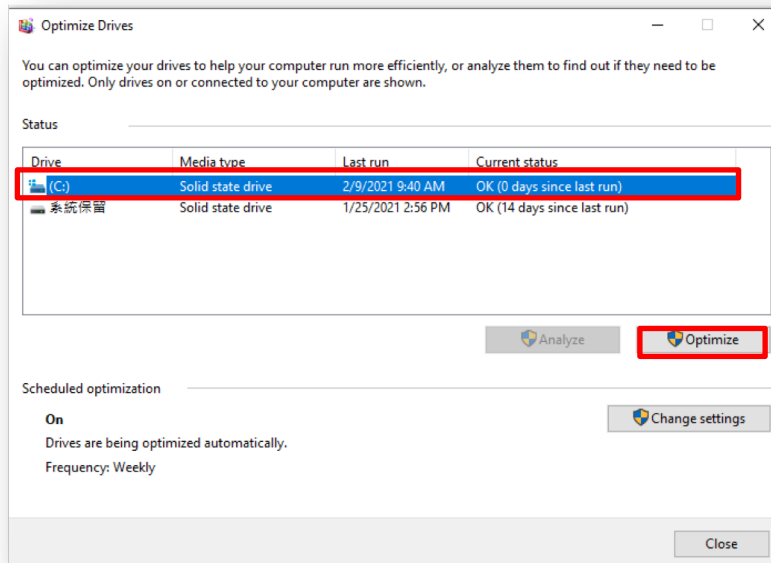 Optimize Drives
You can optimize your drives to help your computer run more efficiently, or analyze them to find out if they need to be
optimized. Only drives on or connected to your computer are shown.
Status
Drive Media type Last run Current status
(C:) Solid state drive 2/9/2021 9:40 AM OK (0 days since last run)
系統保留 Solid state drive 1/25/2021 2:56 PM OK (14 days since last run)
Analyze Optimize
Scheduled optimization
On Change settings
Drives are being optimized automatically.
Frequency: Weekly
Close